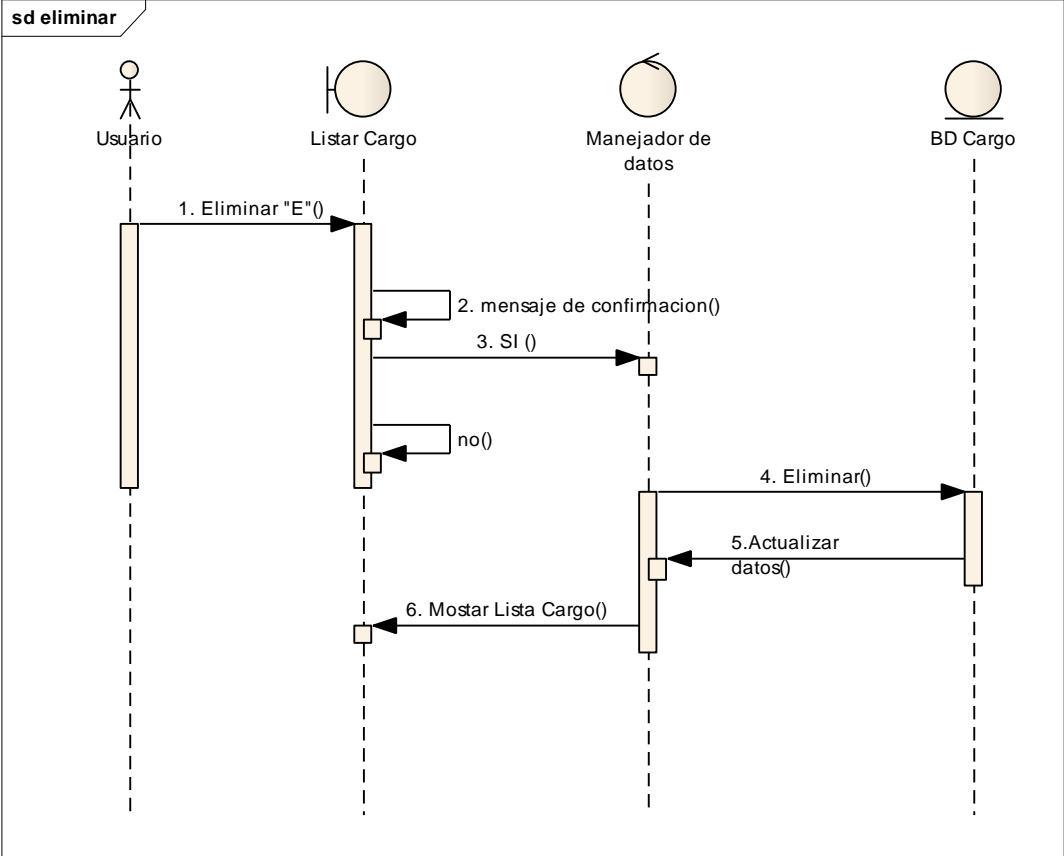 sd eliminar
Usuario
Listar Cargo
Manejador de
datos
BD Cargo
1. Eliminar "E"()
2. mensaje de confirmacion()
3. SI ()
no()
4. Eliminar()
5.Actualizar
datos()
6. Mostar Lista Cargo()